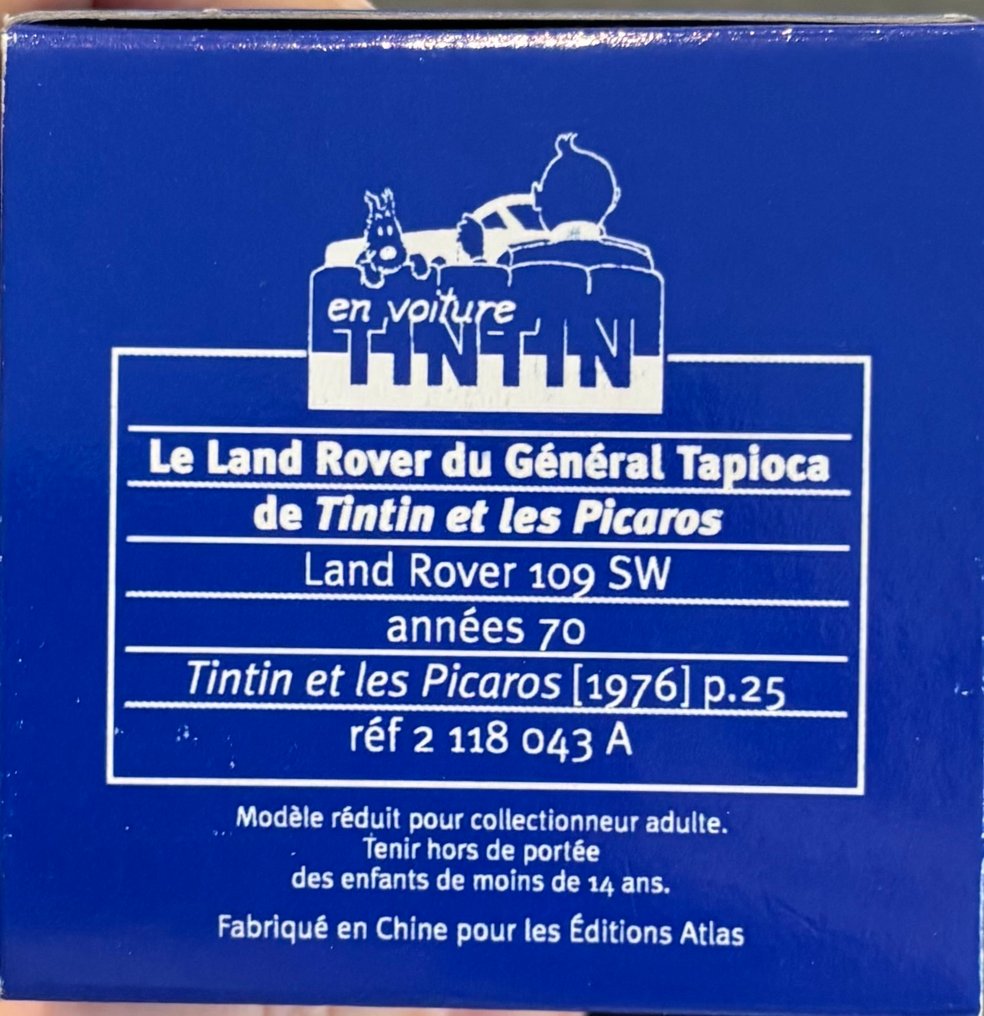 en voiture
TINTIN
Le Land Rover du Général Tapioca
de Tintin et les Picaros
Land Rover 109 SW
années 70
Tintin et les Picaros [1976] p.25
réf 2 118 043 A
Modèle réduit pour collectionneur adulte.
Tenir hors de portée
des enfants de moins de 14 ans.
Fabriqué en Chine pour les Éditions Atlas